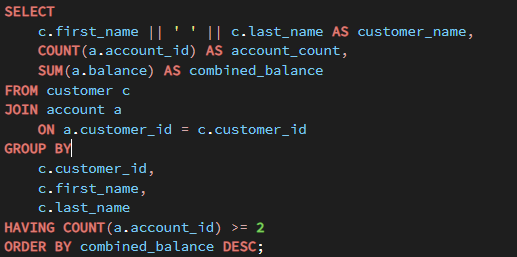 SELECT
    c.first_name || ' ' || c.last_name AS customer_name,
    COUNT(a.account_id) AS account_count,
    SUM(a.balance) AS combined_balance
FROM customer c
JOIN account a
    ON a.customer_id = c.customer_id
GROUP BY
    c.customer_id,
    c.first_name,
    c.last_name
HAVING COUNT(a.account_id) >= 2
ORDER BY combined_balance DESC;